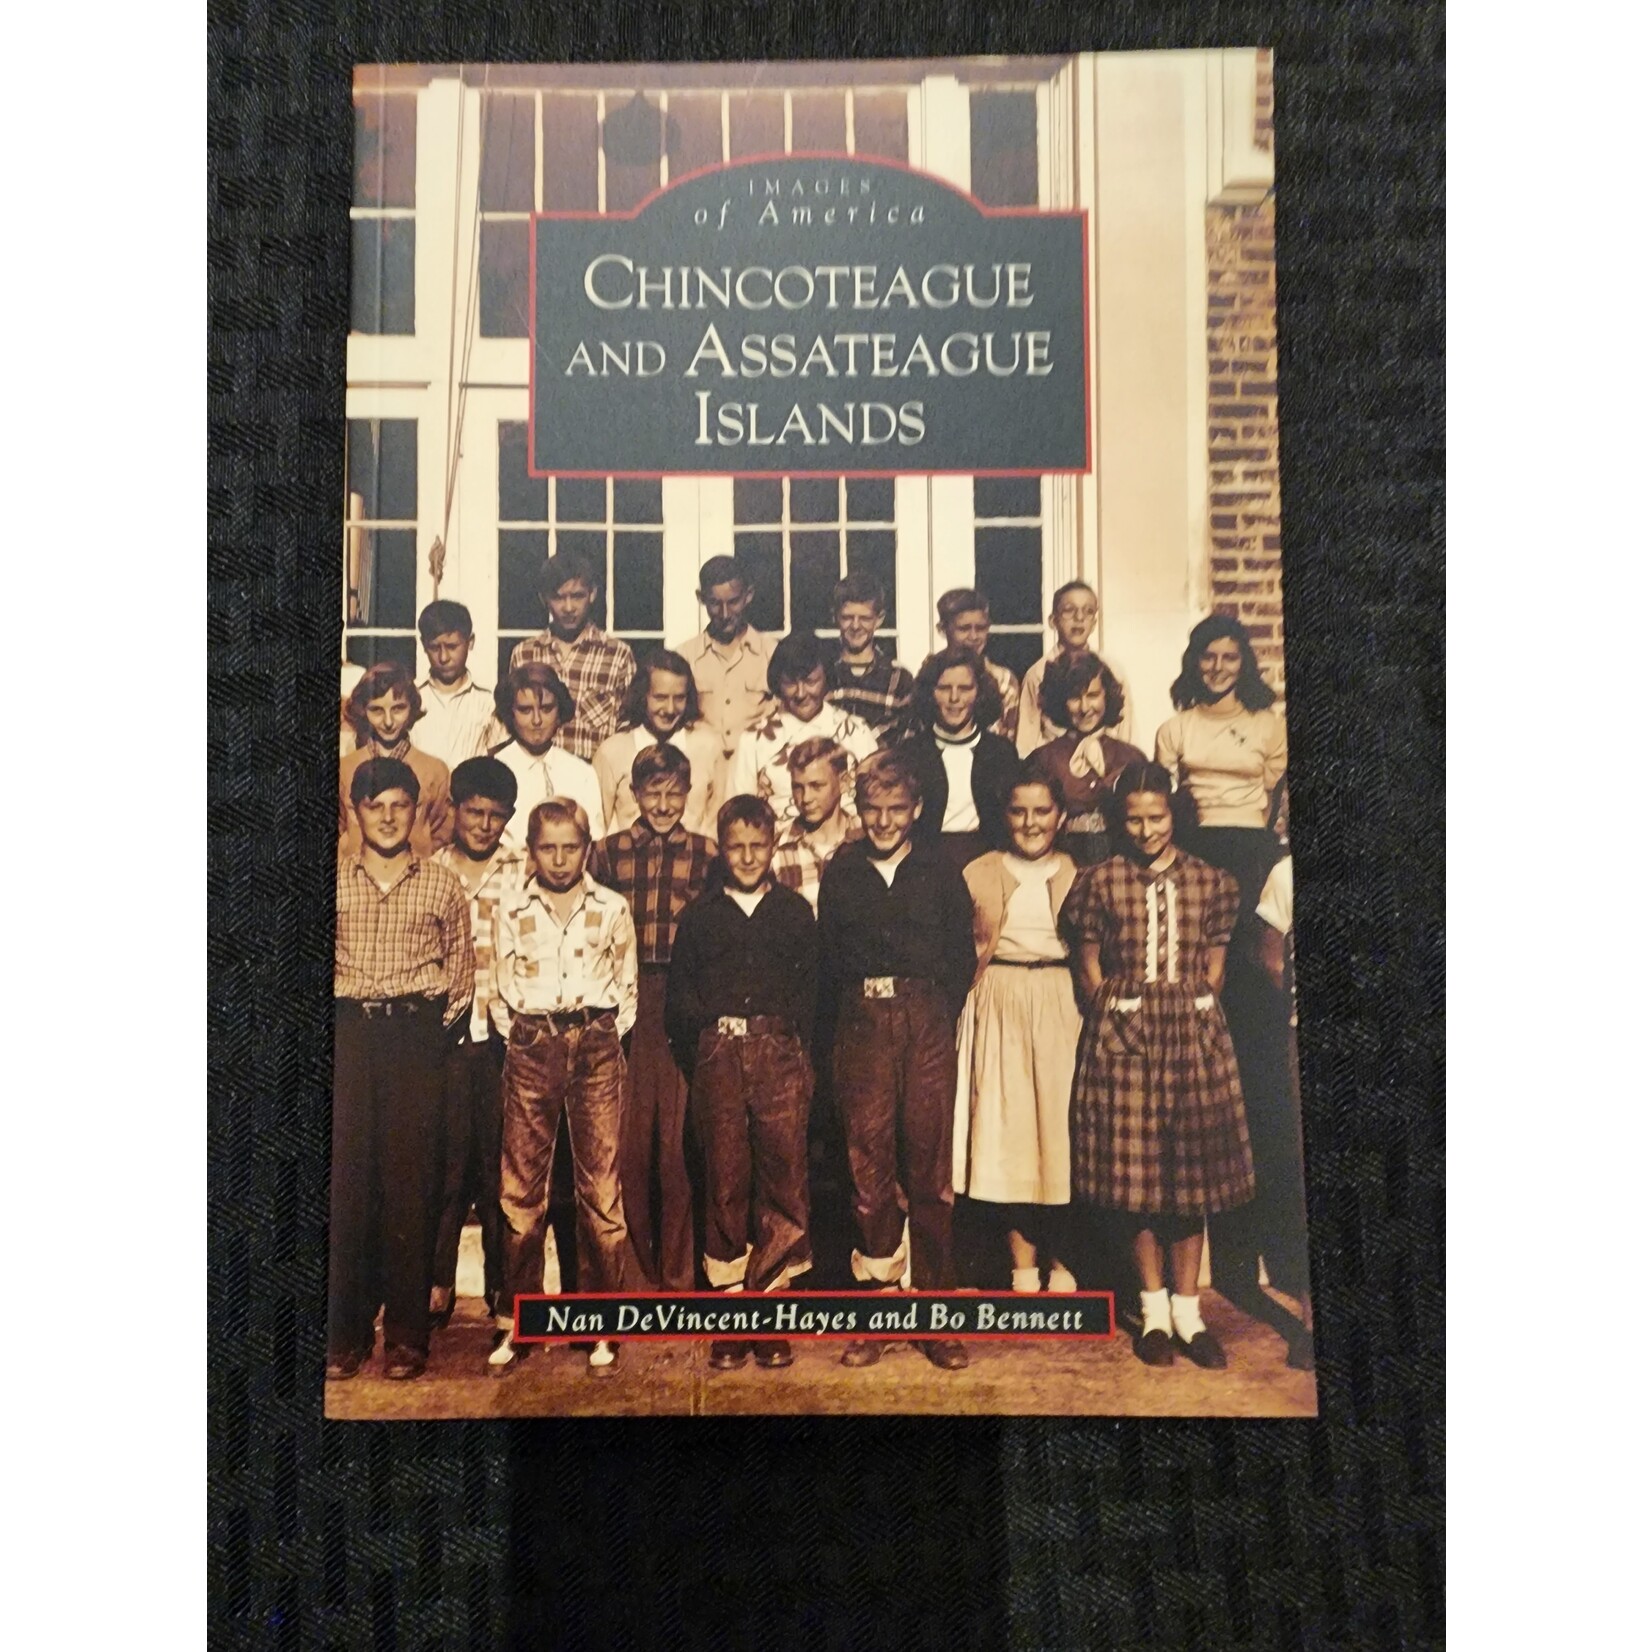 IMAGES
of America
CHINCOTEAGUE
AND ASSATEAGUE
ISLANDS
Nan DeVincent-Hayes and Bo Bennett